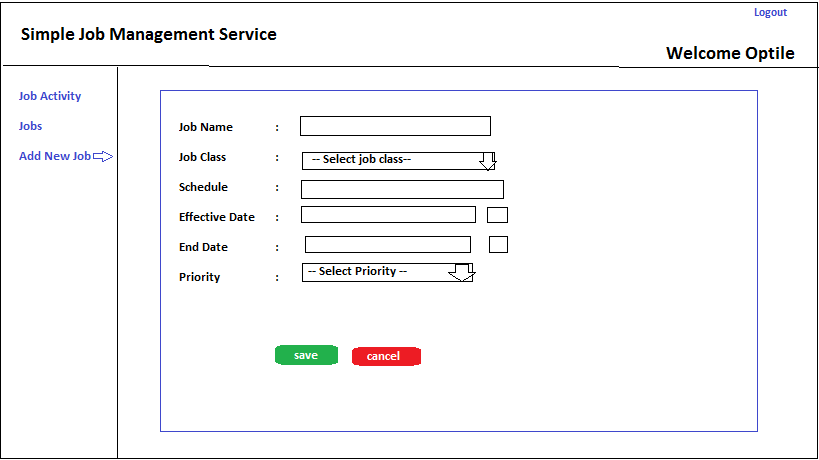 Logout
Simple Job Management Service
Welcome Optile
Job Activity
Jobs
Add New Job
Job Name :
Job Class : -- Select job class--
Schedule :
Effective Date :
End Date :
Priority : -- Select Priority --
save cancel